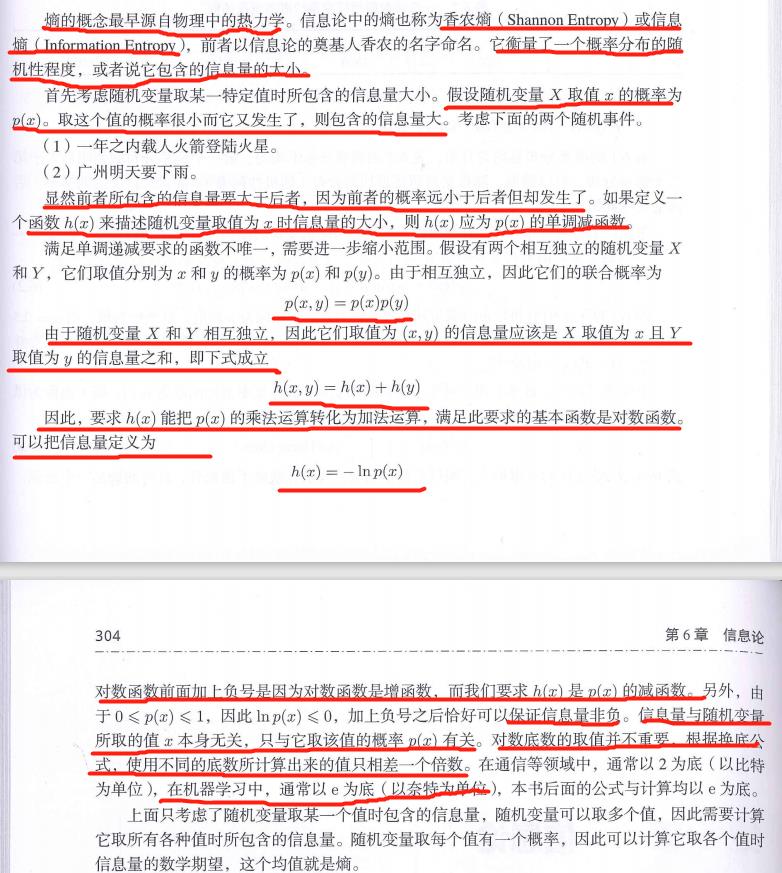 熵的概念最早源自物理中的热力学。信息论中的熵也称为香农熵（Shannon Entropy）或信息
熵（Information Entropy），前者以信息论的奠基人香农的名字命名。它衡量了一个概率分布的随
机性程度，或者说它包含的信息量的大小。
首先考虑随机变量取某一特定值时所包含的信息量大小。假设随机变量 X 取值 x 的概率为
p(x)。取这个值的概率很小而它又发生了，则包含的信息量大。考虑下面的两个随机事件。
（1）一年之内载人火箭登陆火星。
（2）广州明天要下雨。
显然前者所包含的信息量要大于后者，因为前者的概率远小于后者但却发生了。如果定义一
个函数 h(x) 来描述随机变量取值为 x 时信息量的大小，则 h(x) 应为 p(x) 的单调减函数。
满足单调递减要求的函数不唯一，需要进一步缩小范围。假设有两个相互独立的随机变量 X
和 Y，它们取值分别为 x 和 y 的概率为 p(x) 和 p(y)。由于相互独立，因此它们的联合概率为
p(x, y) = p(x)p(y)
由于随机变量 X 和 Y 相互独立，因此它们取值为 (x, y) 的信息量应该是 X 取值为 x 且 Y
取值为 y 的信息量之和，即下式成立
h(x, y) = h(x) + h(y)
因此，要求 h(x) 能把 p(x) 的乘法运算转化为加法运算，满足此要求的基本函数是对数函数。
可以把信息量定义为
h(x) = − ln p(x)
304 第 6 章 信息论
对数函数前面加上负号是因为对数函数是增函数，而我们要求 h(x) 是 p(x) 的减函数。另外，由
于 0 ⩽ p(x) ⩽ 1，因此 ln p(x) ⩽ 0，加上负号之后恰好可以保证信息量非负。信息量与随机变量
所取的值 x 本身无关，只与它取该值的概率 p(x) 有关。对数底数的取值并不重要，根据换底公
式，使用不同的底数所计算出来的值只相差一个倍数。在通信等领域中，通常以 2 为底（以比特
为单位），在机器学习中，通常以 e 为底（以奈特为单位），本书后面的公式与计算均以 e 为底。
上面只考虑了随机变量取某一个值时包含的信息量，随机变量可以取多个值，因此需要计算
它取所有各种值时所包含的信息量。随机变量取每个值有一个概率，因此可以计算它取各个值时
信息量的数学期望，这个均值就是熵。